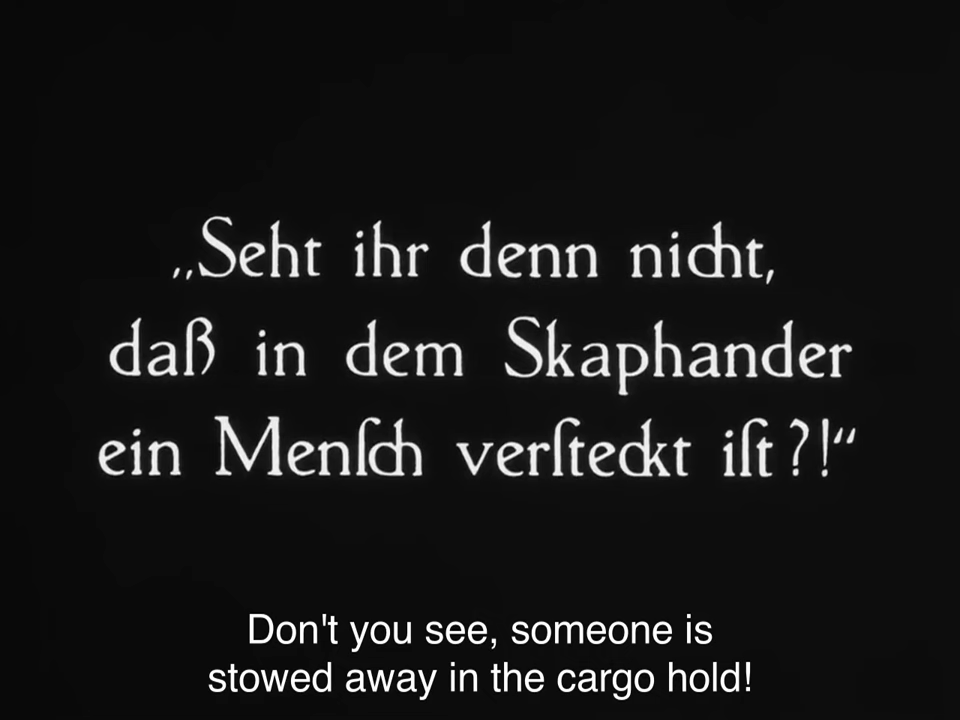 „Seht ihr denn nicht,
daß in dem Skaphander
ein Menſch verſteckt iſt?!“
Don't you see, someone is
stowed away in the cargo hold!